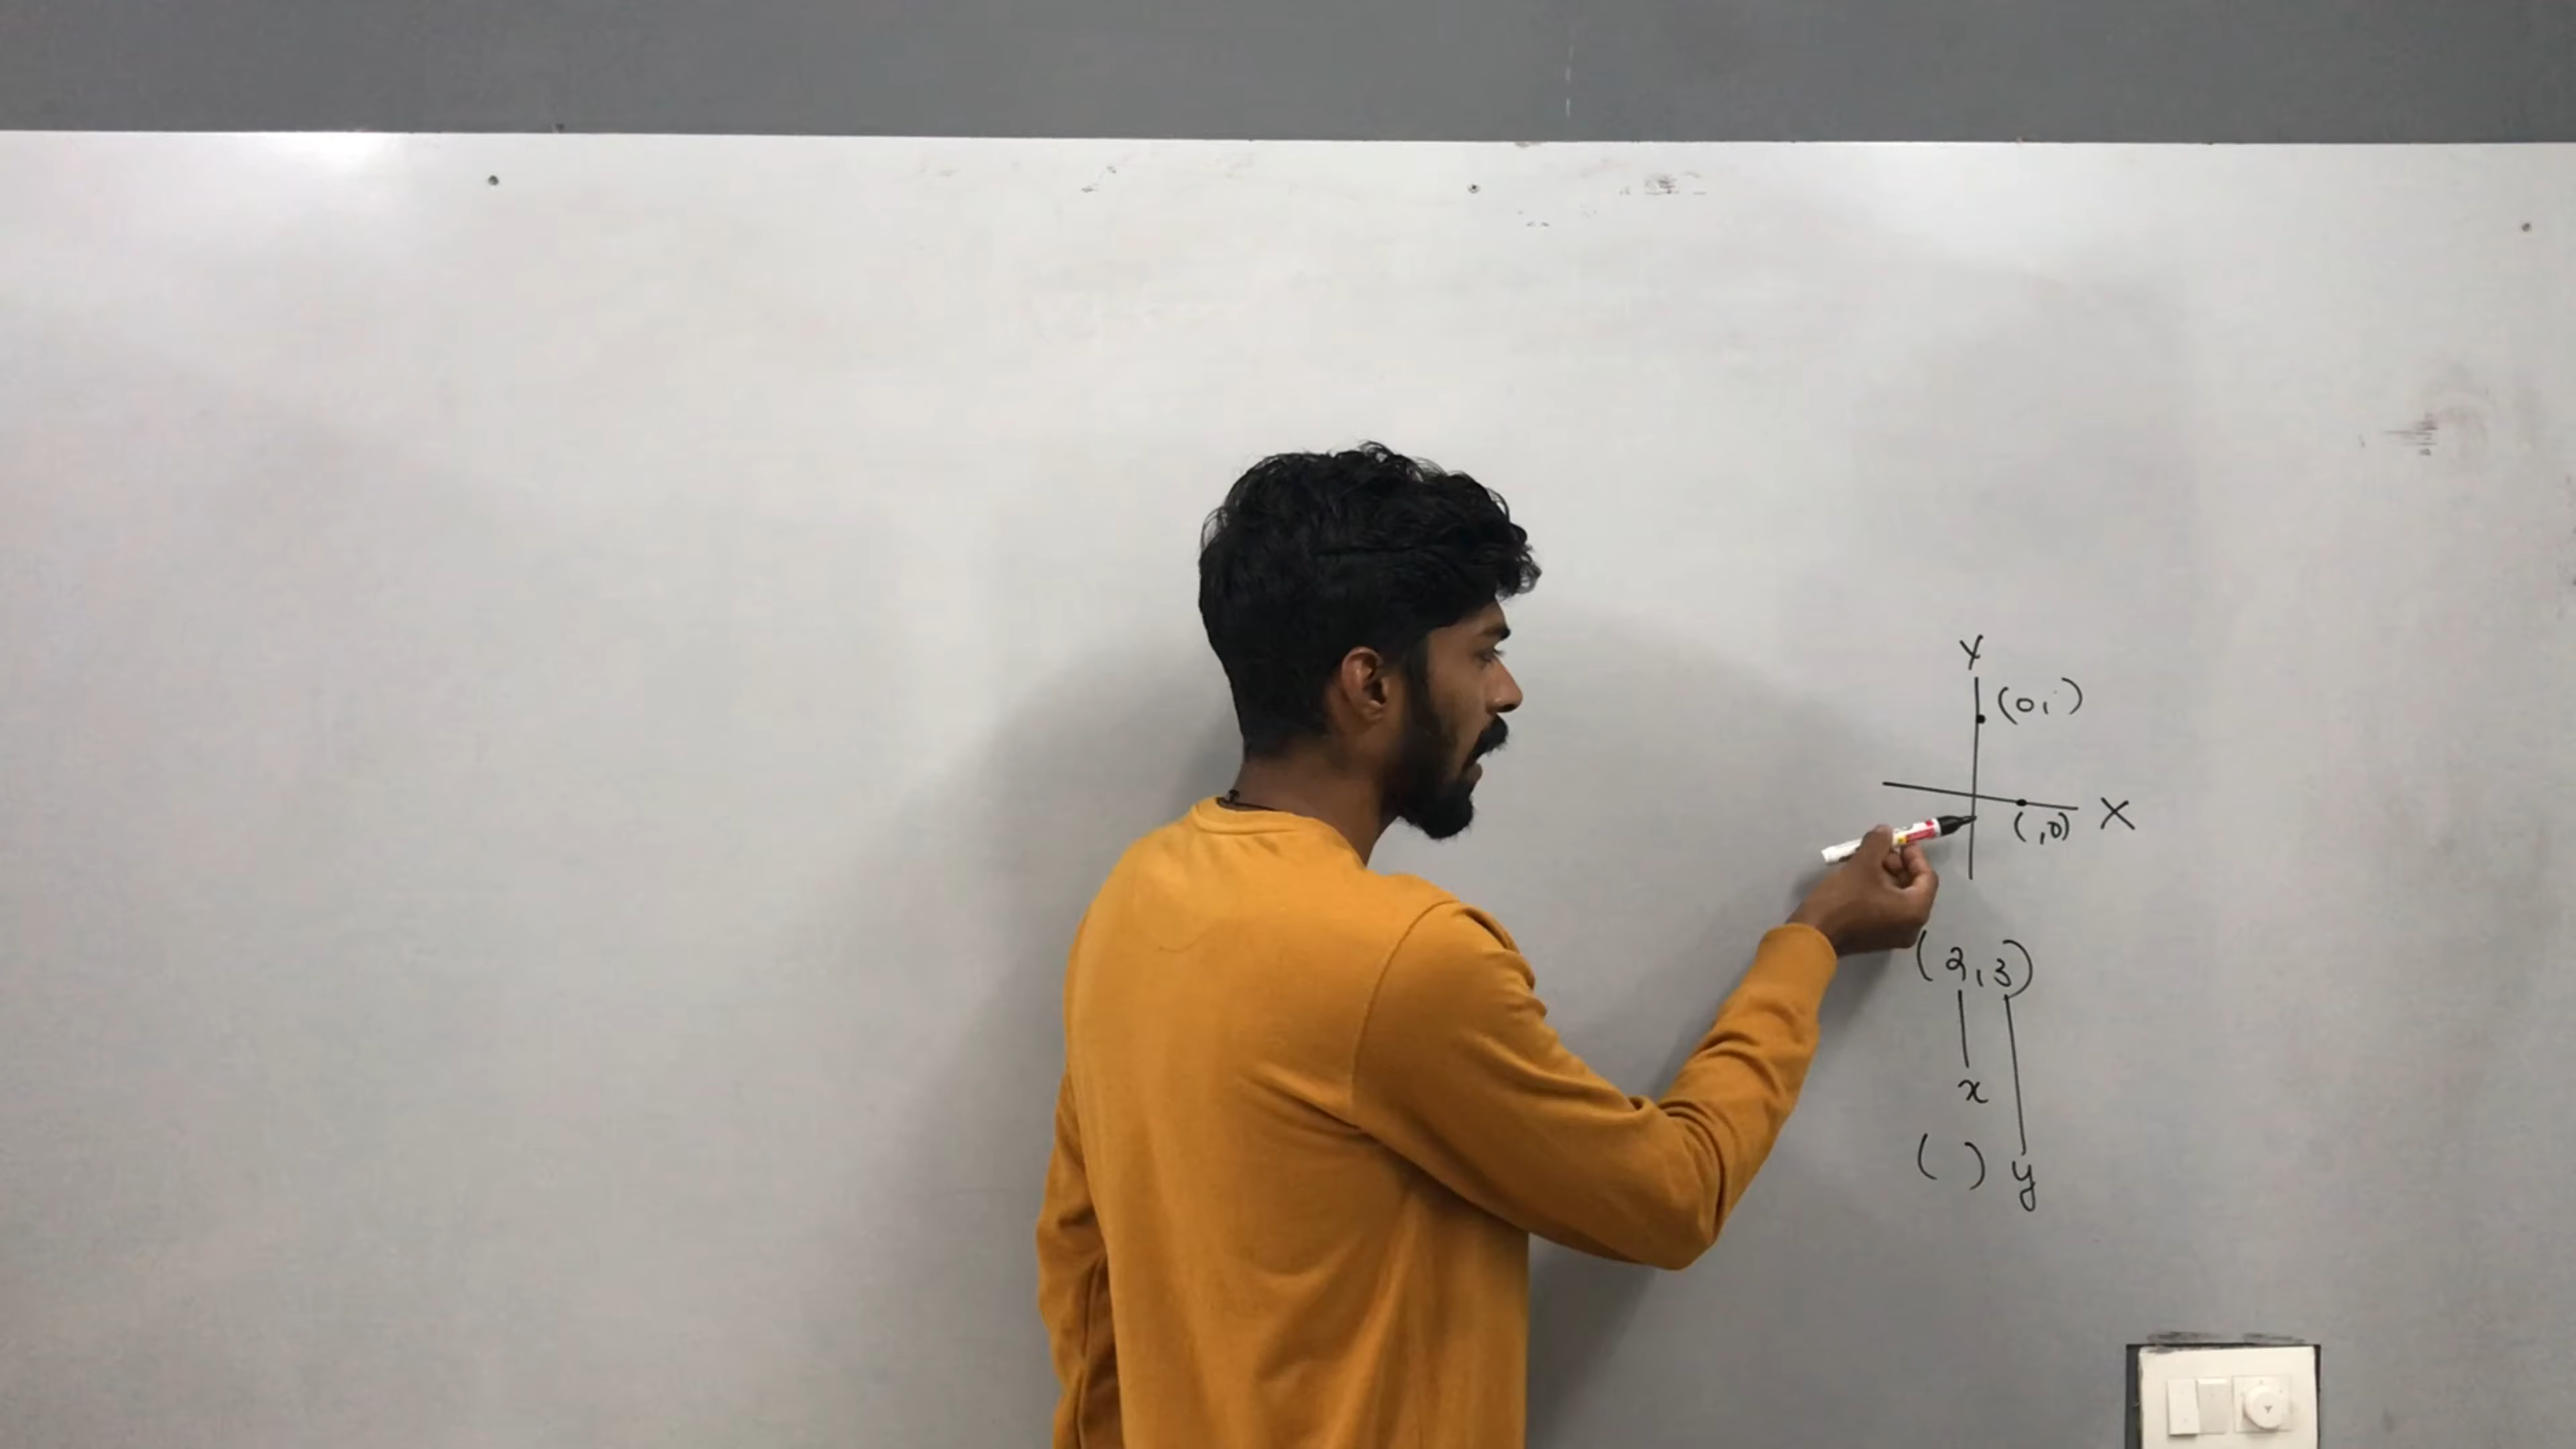 Y
(0, )
X
( ,0)
(2,3)
x
( ) y